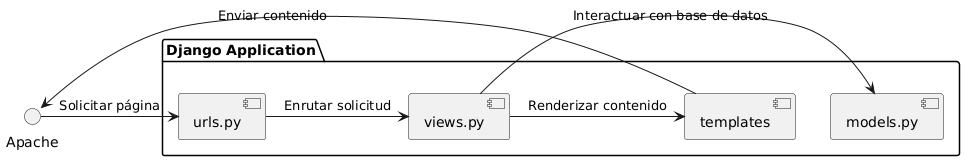 Enviar contenido
Interactuar con base de datos
Django Application
Solicitar página
Enrutar solicitud
Renderizar contenido
urls.py
views.py
templates
models.py
Apache